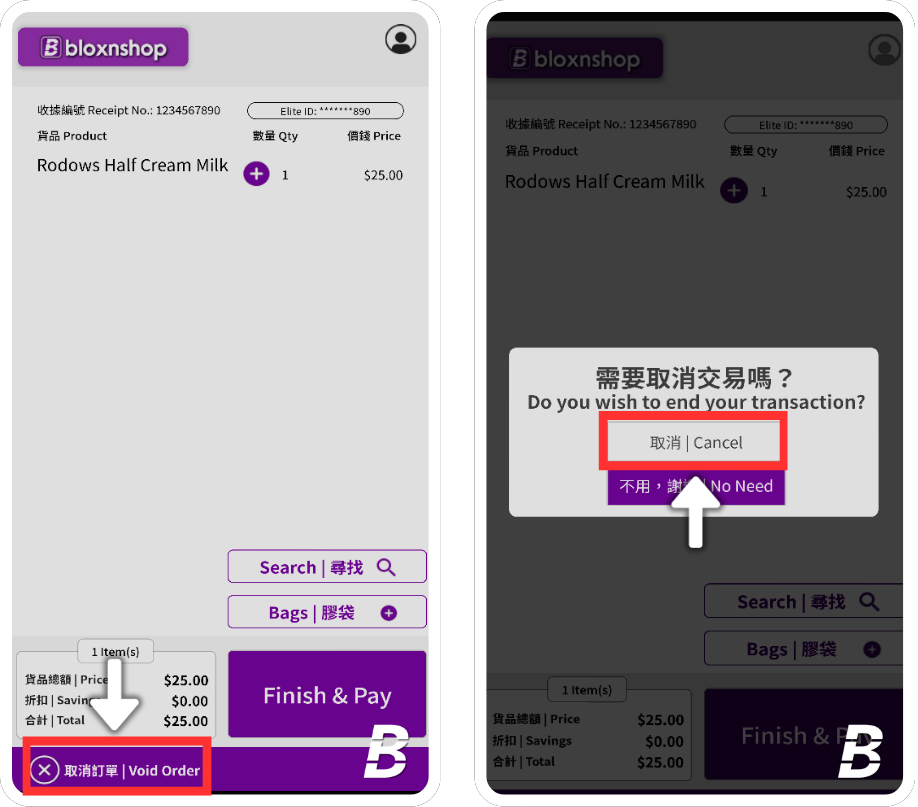 B bloxnshop
收據編號 Receipt No.: 1234567890
Elite ID: *******890
貨品 Product
數量 Qty
價錢 Price
Rodows Half Cream Milk
1
$25.00
Search | 尋找
Bags | 膠袋
1 Item(s)
貨品總額 | Price
$25.00
折扣 | Savings
$0.00
合計 | Total
$25.00
Finish & Pay
取消訂單 | Void Order
B
B bloxnshop
收據編號 Receipt No.: 1234567890
Elite ID: *******890
貨品 Product
數量 Qty
價錢 Price
Rodows Half Cream Milk
1
$25.00
需要取消交易嗎？
Do you wish to end your transaction?
取消 | Cancel
不用，謝 No Need
Search | 尋找
Bags | 膠袋
1 Item(s)
貨品總額 | Price
$25.00
折扣 | Savings
$0.00
合計 | Total
$25.00
Finish & Pay
B